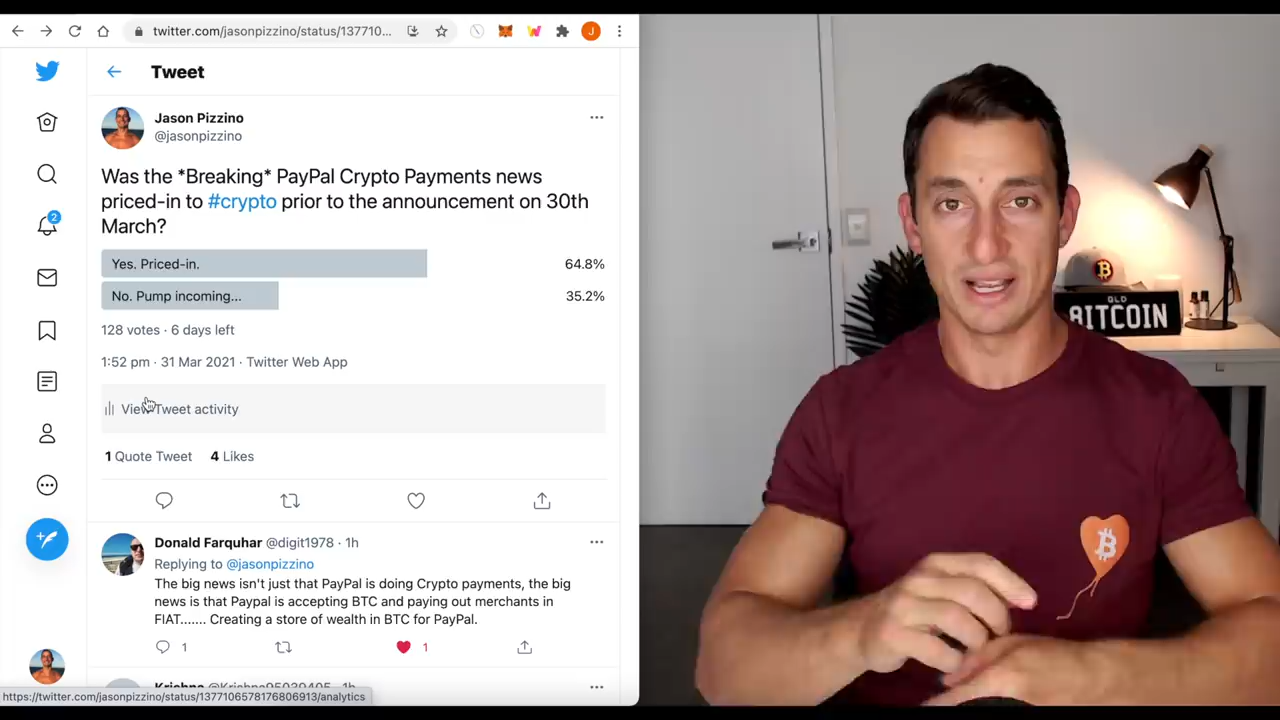 twitter.com/jasonpizzino/status/137710...
J
Tweet
Jason Pizzino
@jasonpizzino
Was the *Breaking* PayPal Crypto Payments news
priced-in to #crypto prior to the announcement on 30th
March?
Yes. Priced-in. 64.8%
No. Pump incoming... 35.2%
2
128 votes · 6 days left
1:52 pm · 31 Mar 2021 · Twitter Web App
View Tweet activity
1 Quote Tweet 4 Likes
Donald Farquhar @digit1978 · 1h
Replying to @jasonpizzino
The big news isn't just that PayPal is doing Crypto payments, the big
news is that Paypal is accepting BTC and paying out merchants in
FIAT....... Creating a store of wealth in BTC for PayPal.
1 1
Krishna @Krishna95039405 · 1h
https://twitter.com/jasonpizzino/status/1377106578176806913/analytics
QLD
BITCOIN